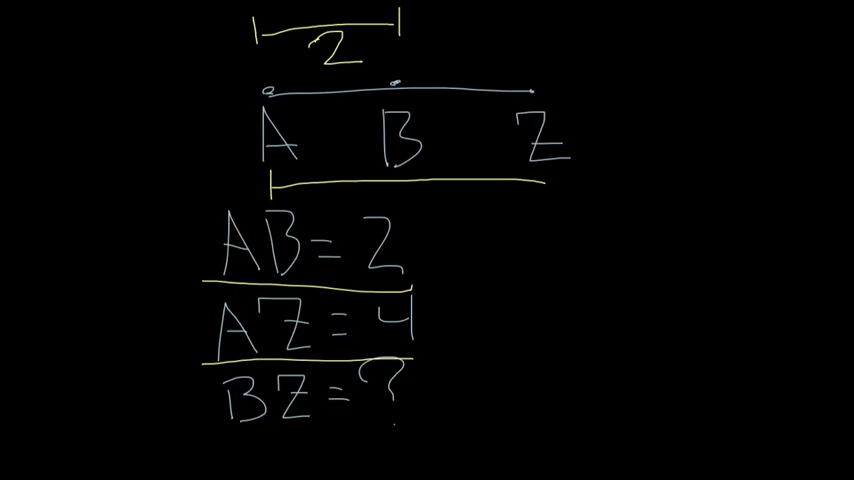 2
A B Z
AB = 2
AZ = 4
BZ = ?